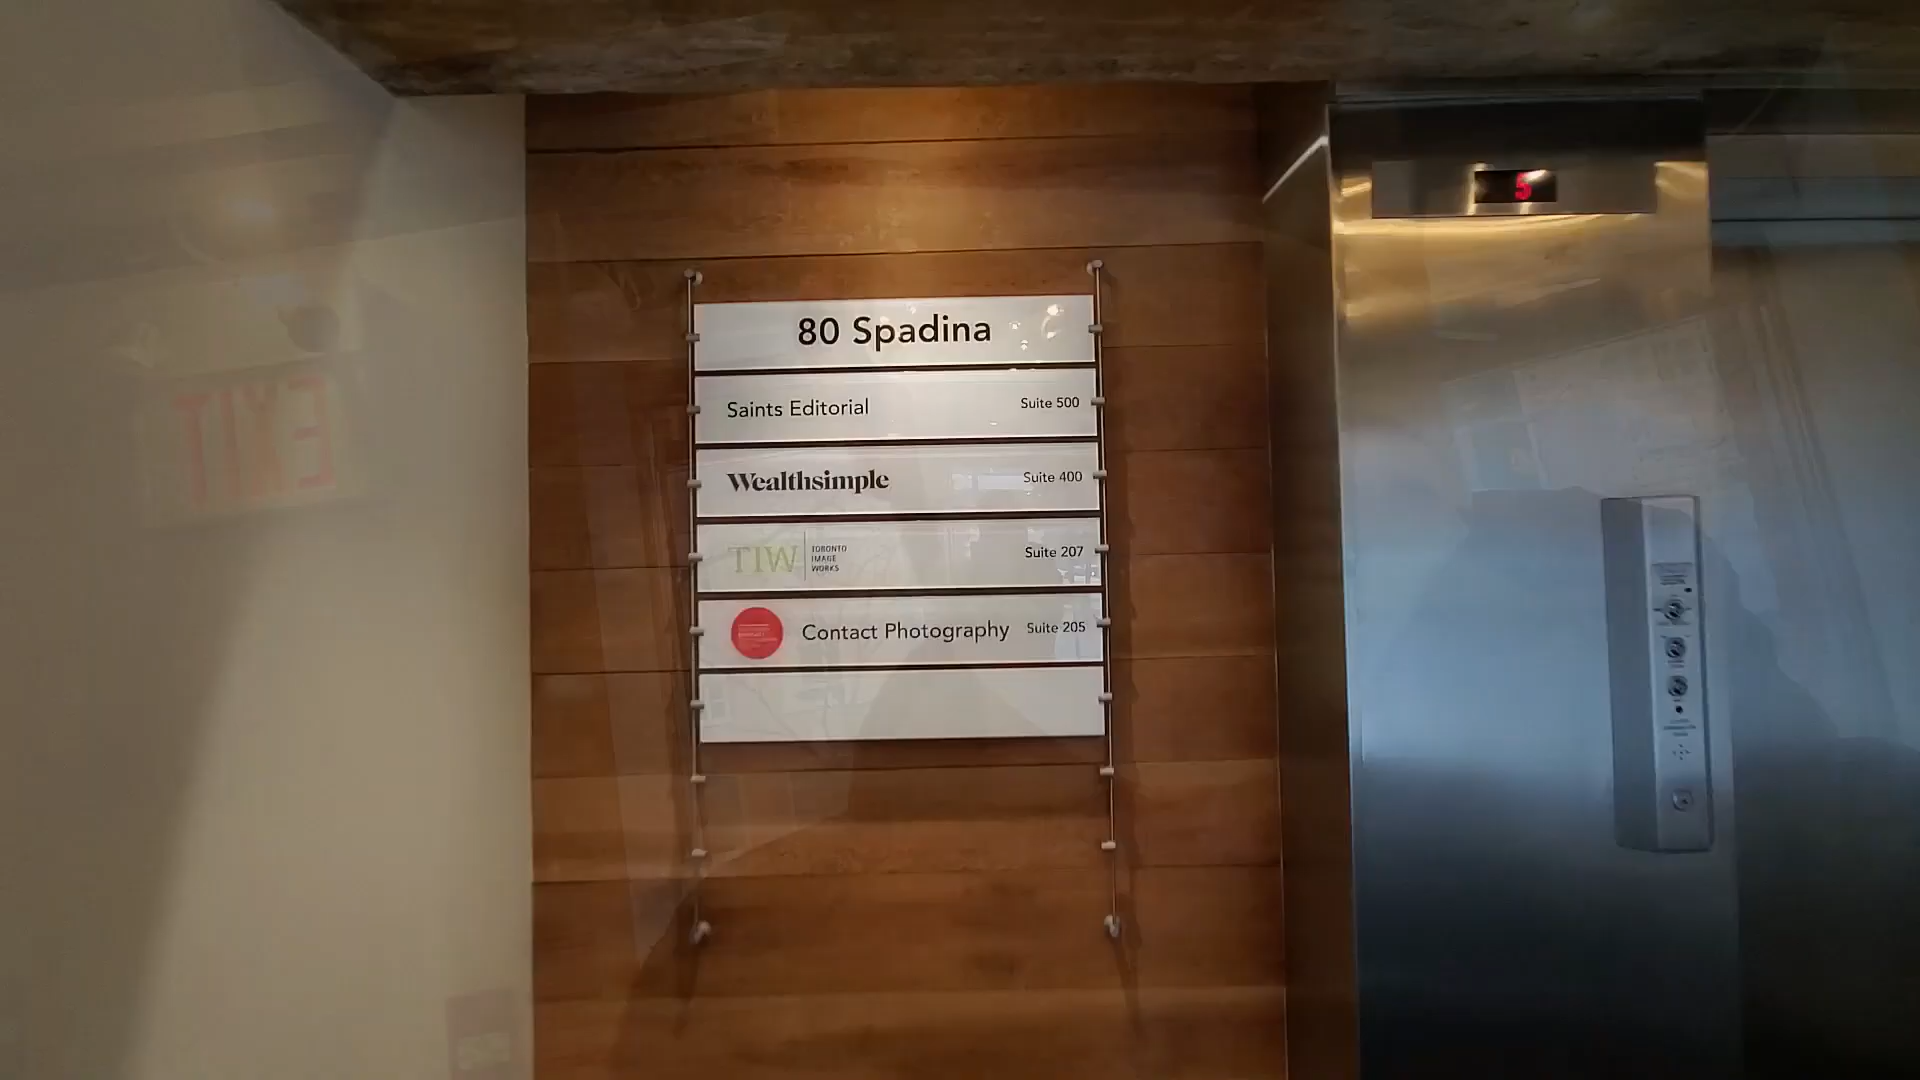 80 Spadina
Saints Editorial Suite 500
Wealthsimple Suite 400
TIW TORONTO IMAGE WORKS Suite 207
Contact Photography Suite 205
5
EXIT